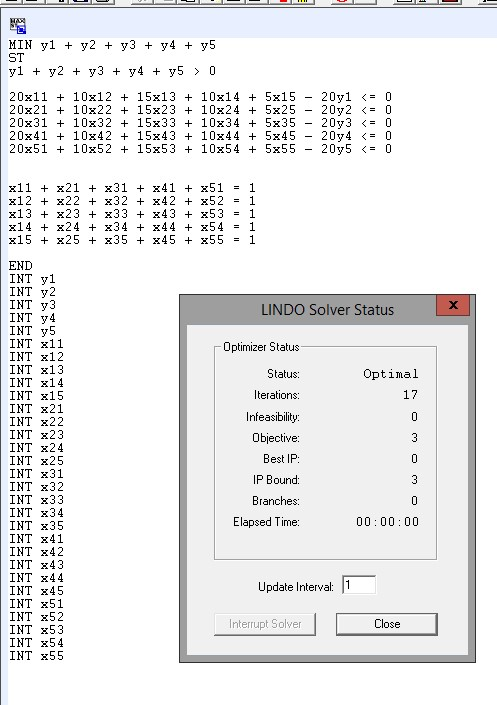 MIN y1 + y2 + y3 + y4 + y5
ST
y1 + y2 + y3 + y4 + y5 > 0
20x11 + 10x12 + 15x13 + 10x14 + 5x15 - 20y1 <= 0
20x21 + 10x22 + 15x23 + 10x24 + 5x25 - 20y2 <= 0
20x31 + 10x32 + 15x33 + 10x34 + 5x35 - 20y3 <= 0
20x41 + 10x42 + 15x43 + 10x44 + 5x45 - 20y4 <= 0
20x51 + 10x52 + 15x53 + 10x54 + 5x55 - 20y5 <= 0
x11 + x21 + x31 + x41 + x51 = 1
x12 + x22 + x32 + x42 + x52 = 1
x13 + x23 + x33 + x43 + x53 = 1
x14 + x24 + x34 + x44 + x54 = 1
x15 + x25 + x35 + x45 + x55 = 1
END
INT y1
INT y2
INT y3
INT y4
INT y5
INT x11
INT x12
INT x13
INT x14
INT x15
INT x21
INT x22
INT x23
INT x24
INT x25
INT x31
INT x32
INT x33
INT x34
INT x35
INT x41
INT x42
INT x43
INT x44
INT x45
INT x51
INT x52
INT x53
INT x54
INT x55
LINDO Solver Status
x
Optimizer Status
Status: Optimal
Iterations: 17
Infeasibility: 0
Objective: 3
Best IP: 0
IP Bound: 3
Branches: 0
Elapsed Time: 00:00:00
Update Interval: 1
Interrupt Solver
Close